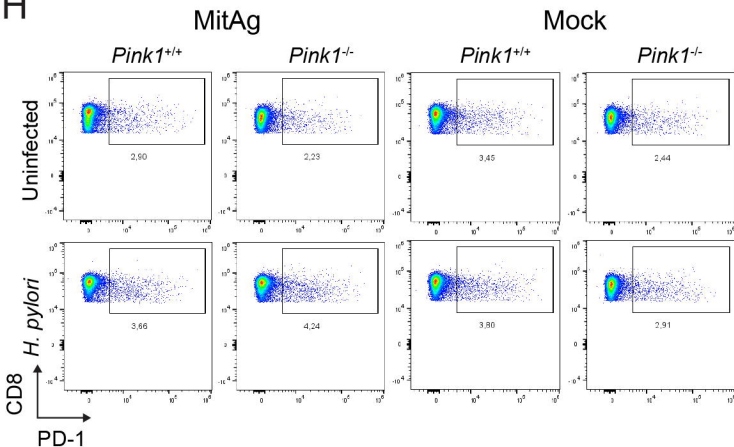 H
MitAg Mock
Pink1+/+ Pink1-/- Pink1+/+ Pink1-/-
Uninfected
2,90 2,23 3,45 2,44
H. pylori
3,66 4,24 3,80 2,91
CD8
PD-1